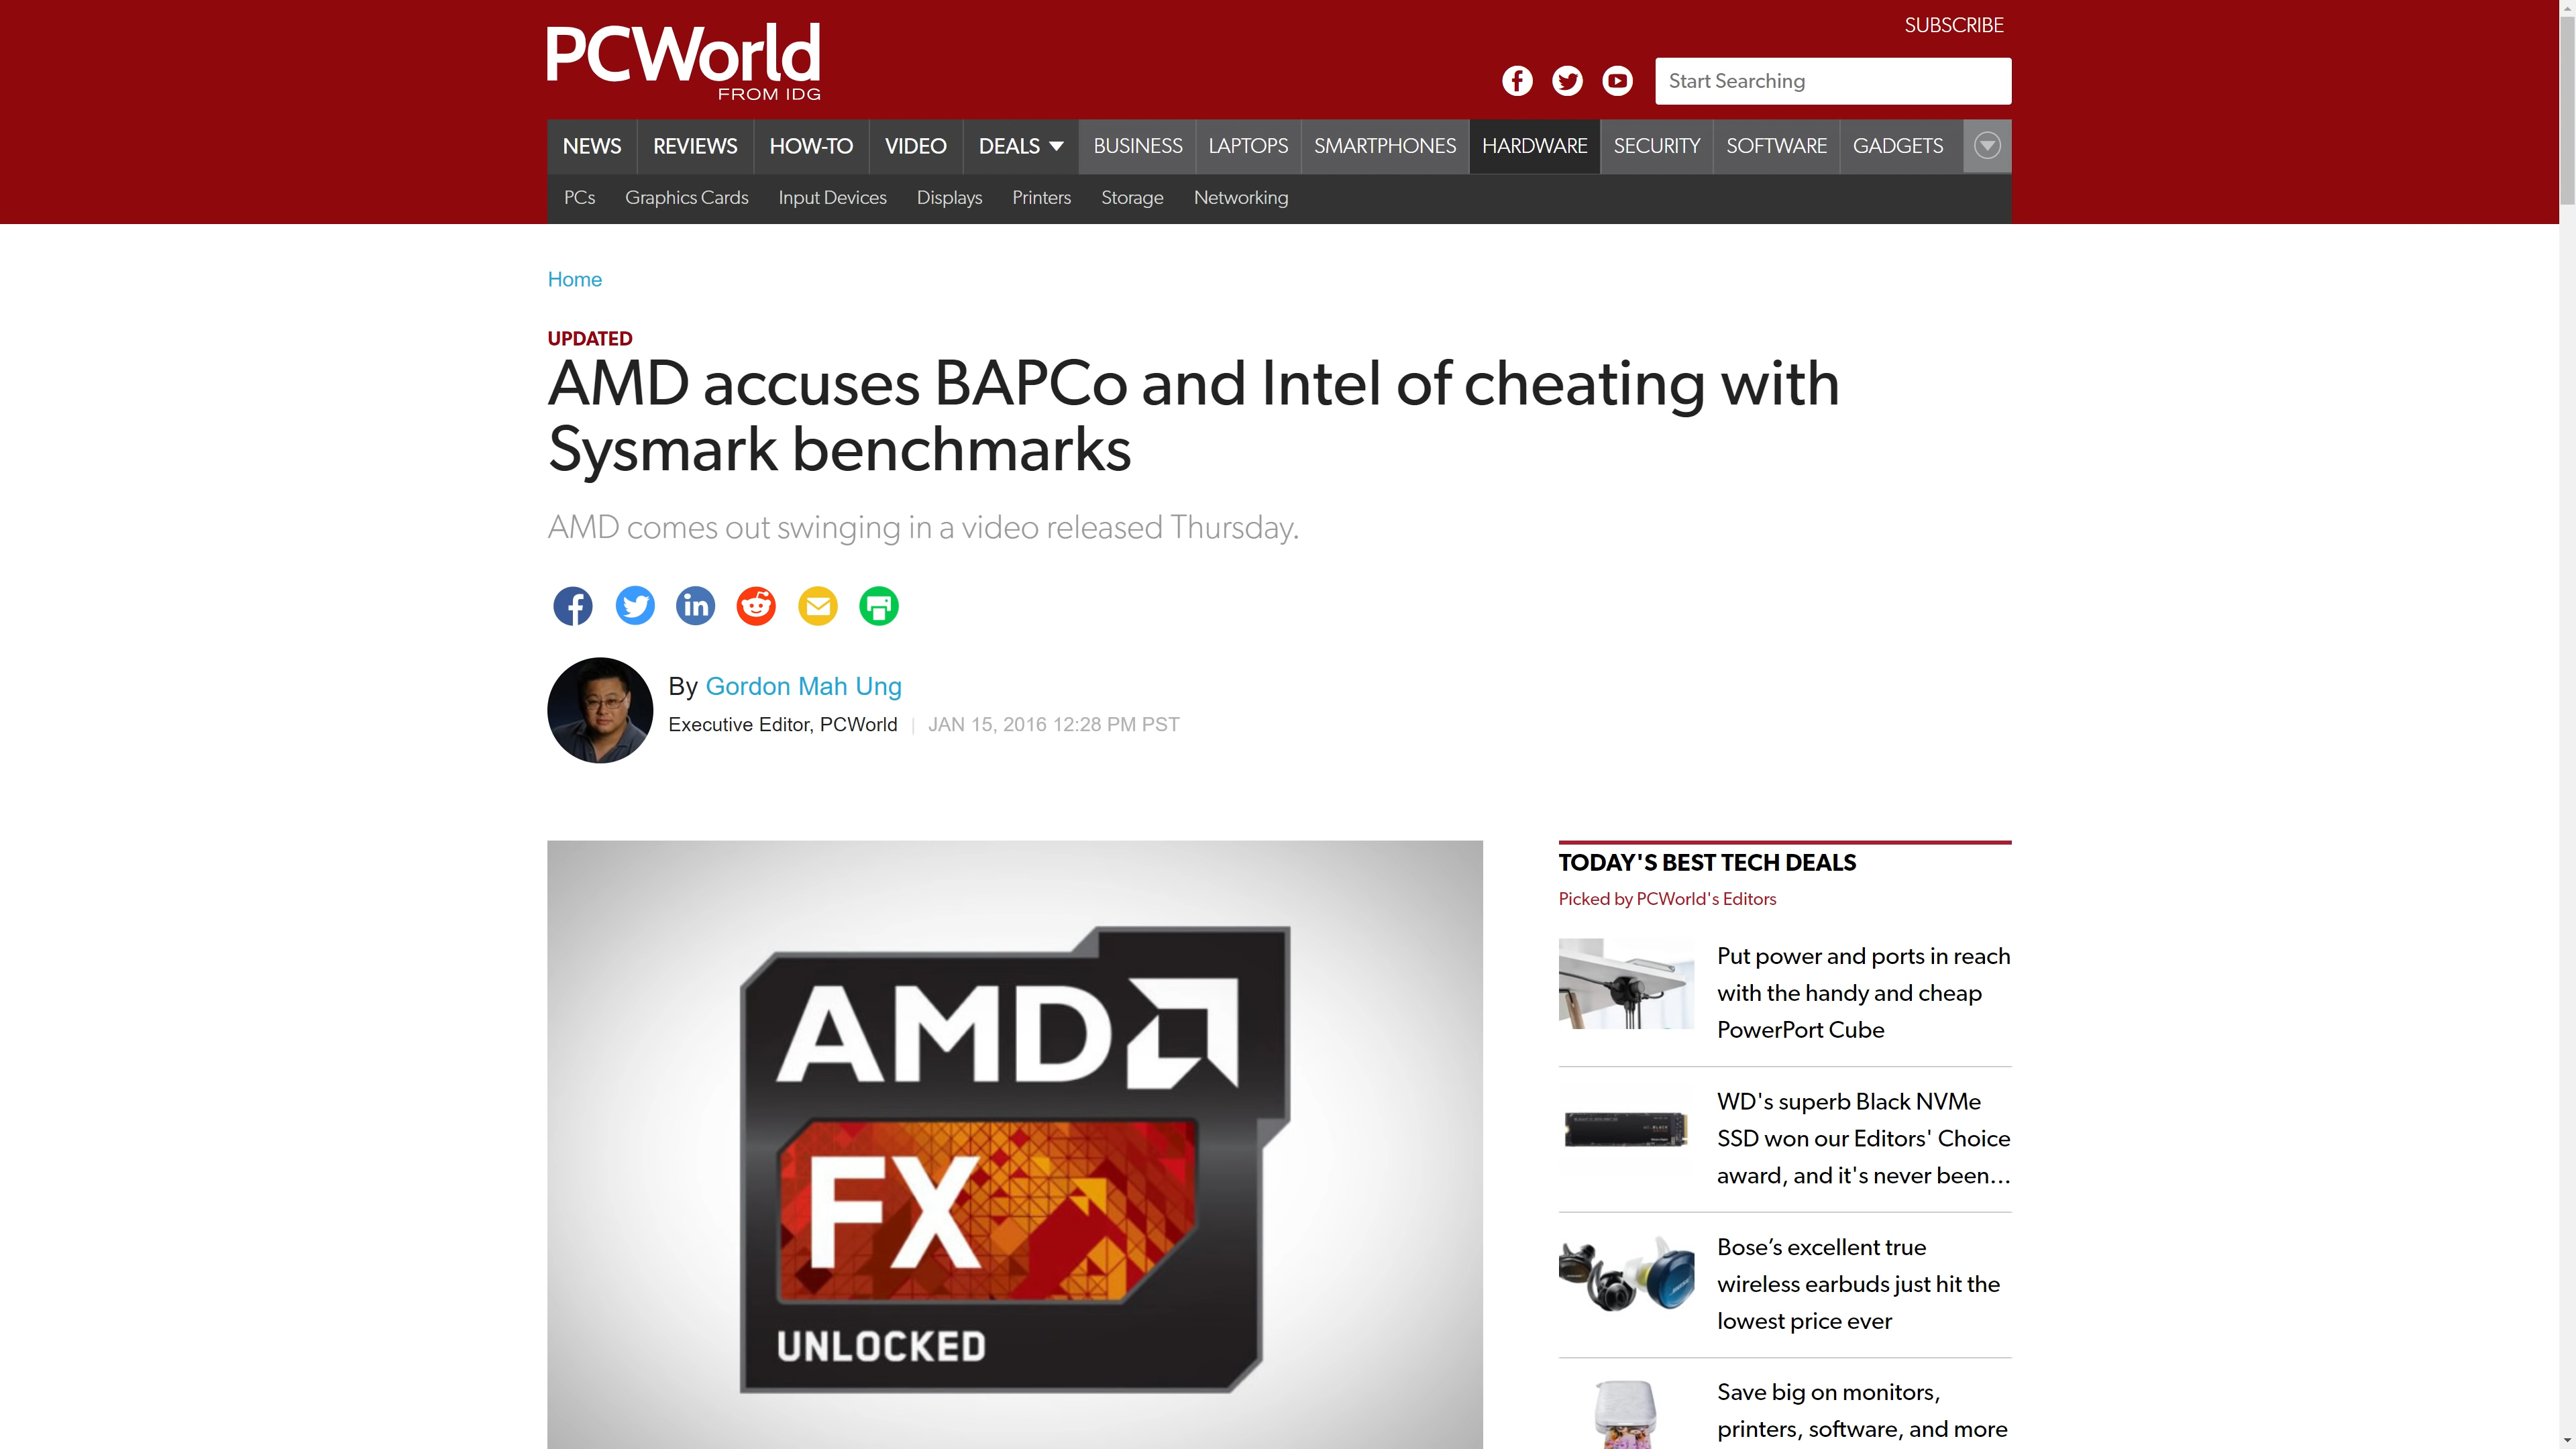 PCWorld
FROM IDG
SUBSCRIBE
Start Searching
NEWS REVIEWS HOW-TO VIDEO DEALS BUSINESS LAPTOPS SMARTPHONES HARDWARE SECURITY SOFTWARE GADGETS
PCs Graphics Cards Input Devices Displays Printers Storage Networking
Home
UPDATED
AMD accuses BAPCo and Intel of cheating with
Sysmark benchmarks
AMD comes out swinging in a video released Thursday.
By Gordon Mah Ung
Executive Editor, PCWorld | JAN 15, 2016 12:28 PM PST
AMD
FX
UNLOCKED
TODAY'S BEST TECH DEALS
Picked by PCWorld's Editors
Put power and ports in reach
with the handy and cheap
PowerPort Cube
WD's superb Black NVMe
SSD won our Editors' Choice
award, and it's never been...
Bose’s excellent true
wireless earbuds just hit the
lowest price ever
Save big on monitors,
printers, software, and more